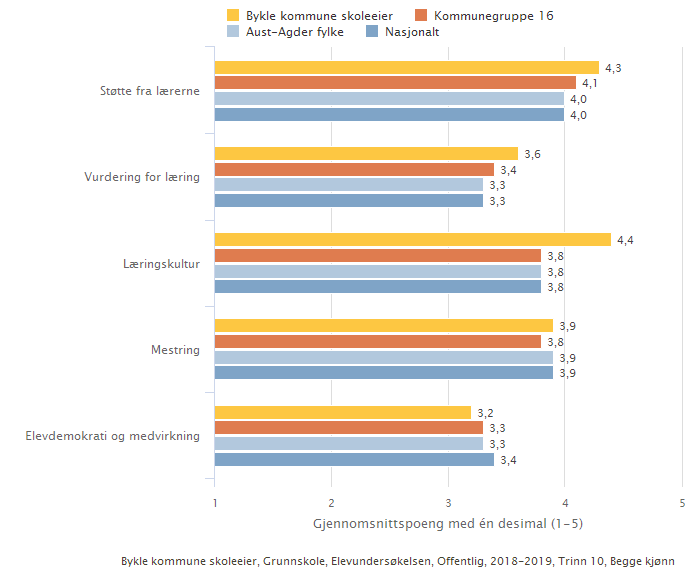 Bykle kommune skoleeier Kommunegruppe 16
Aust-Agder fylke Nasjonalt
Støtte fra lærerne
4,3
4,1
4,0
4,0
Vurdering for læring
3,6
3,4
3,3
3,3
Læringskultur
4,4
3,8
3,8
3,8
Mestring
3,9
3,8
3,9
3,9
Elevdemokrati og medvirkning
3,2
3,3
3,3
3,4
1 2 3 4 5
Gjennomsnittspoeng med én desimal (1-5)
Bykle kommune skoleeier, Grunnskole, Elevundersøkelsen, Offentlig, 2018-2019, Trinn 10, Begge kjønn